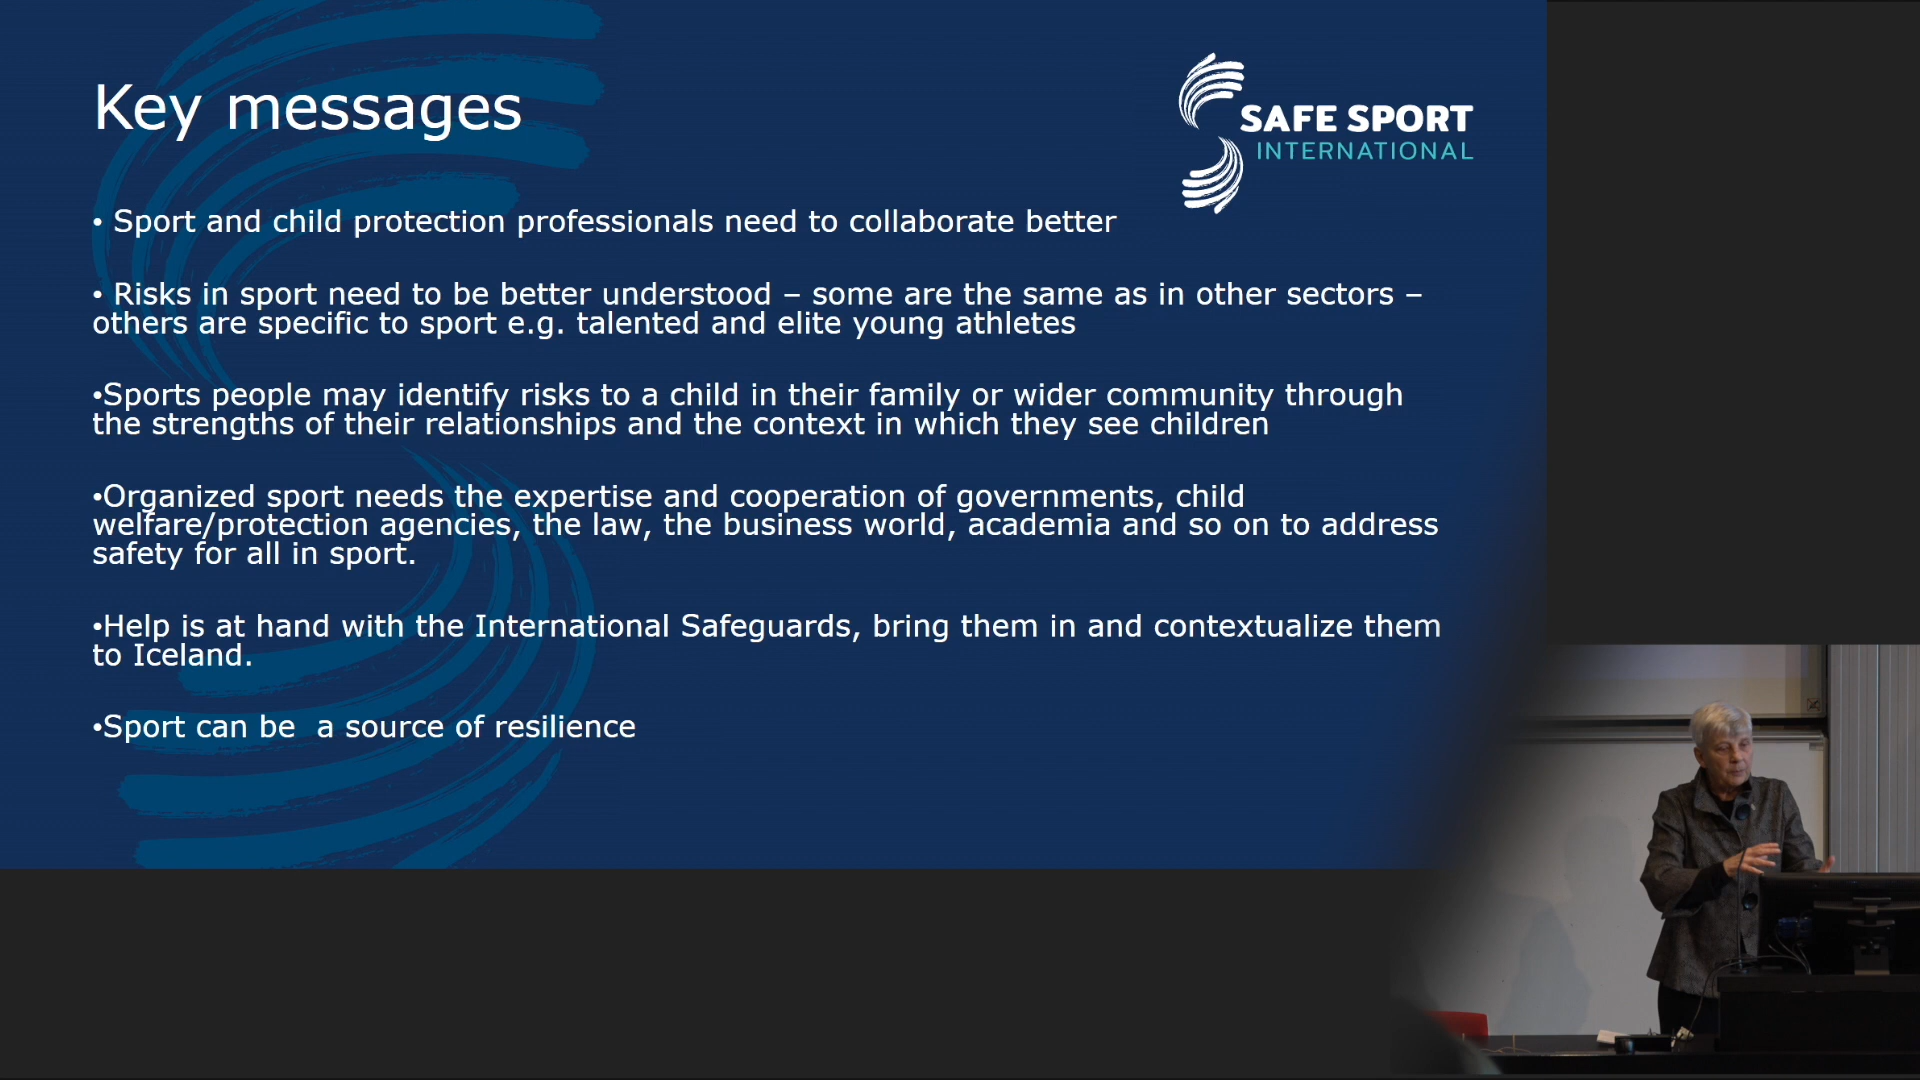 Key messages
SAFE SPORT
INTERNATIONAL
• Sport and child protection professionals need to collaborate better
• Risks in sport need to be better understood – some are the same as in other sectors –
others are specific to sport e.g. talented and elite young athletes
•Sports people may identify risks to a child in their family or wider community through
the strengths of their relationships and the context in which they see children
•Organized sport needs the expertise and cooperation of governments, child
welfare/protection agencies, the law, the business world, academia and so on to address
safety for all in sport.
•Help is at hand with the International Safeguards, bring them in and contextualize them
to Iceland.
•Sport can be  a source of resilience